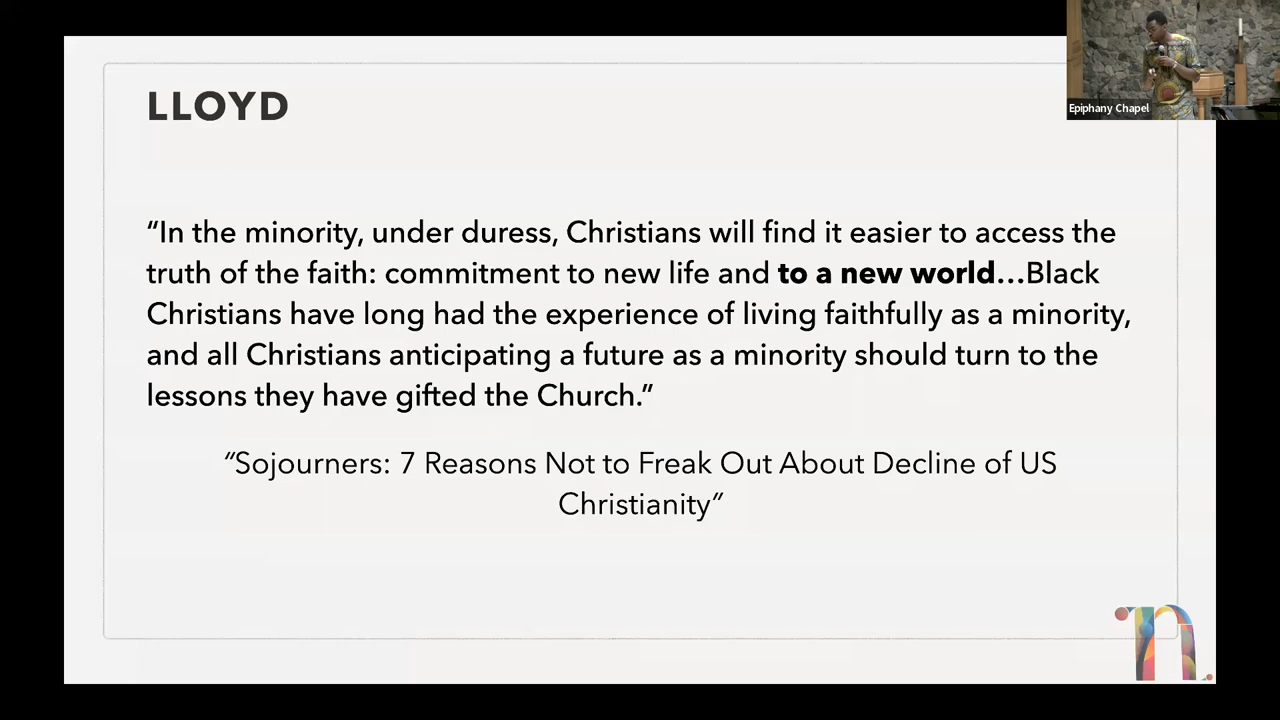 LLOYD
Epiphany Chapel
“In the minority, under duress, Christians will find it easier to access the
truth of the faith: commitment to new life and to a new world…Black
Christians have long had the experience of living faithfully as a minority,
and all Christians anticipating a future as a minority should turn to the
lessons they have gifted the Church.”
“Sojourners: 7 Reasons Not to Freak Out About Decline of US
Christianity”
n.